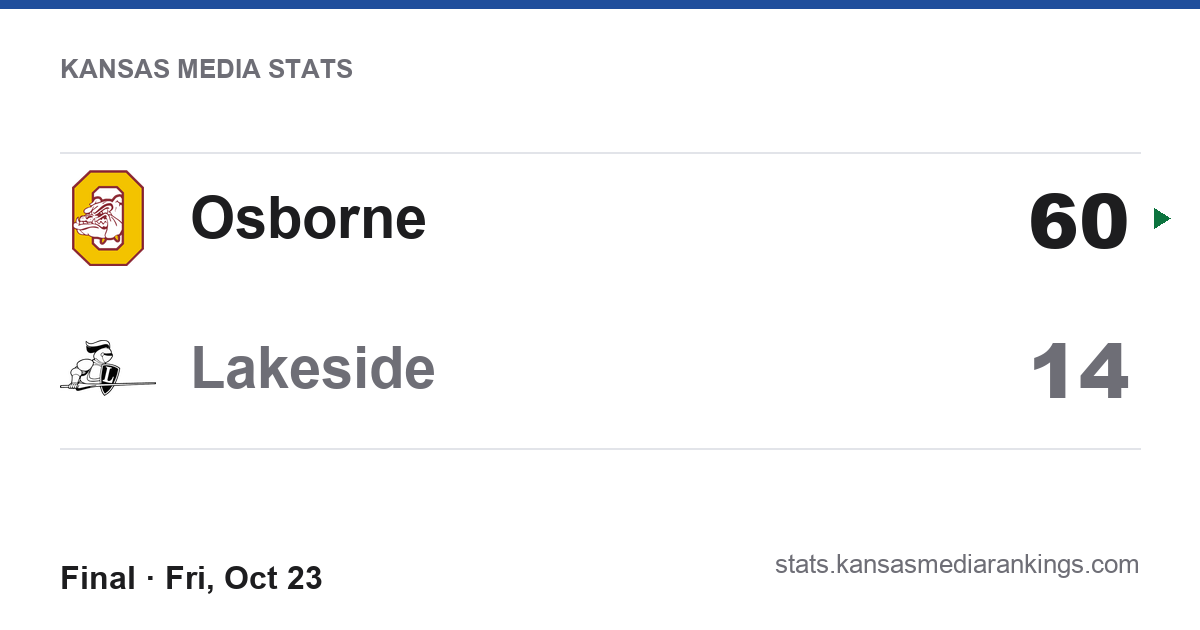 KANSAS MEDIA STATS
Osborne 60
L
Lakeside 14
Final · Fri, Oct 23
stats.kansasmediarankings.com